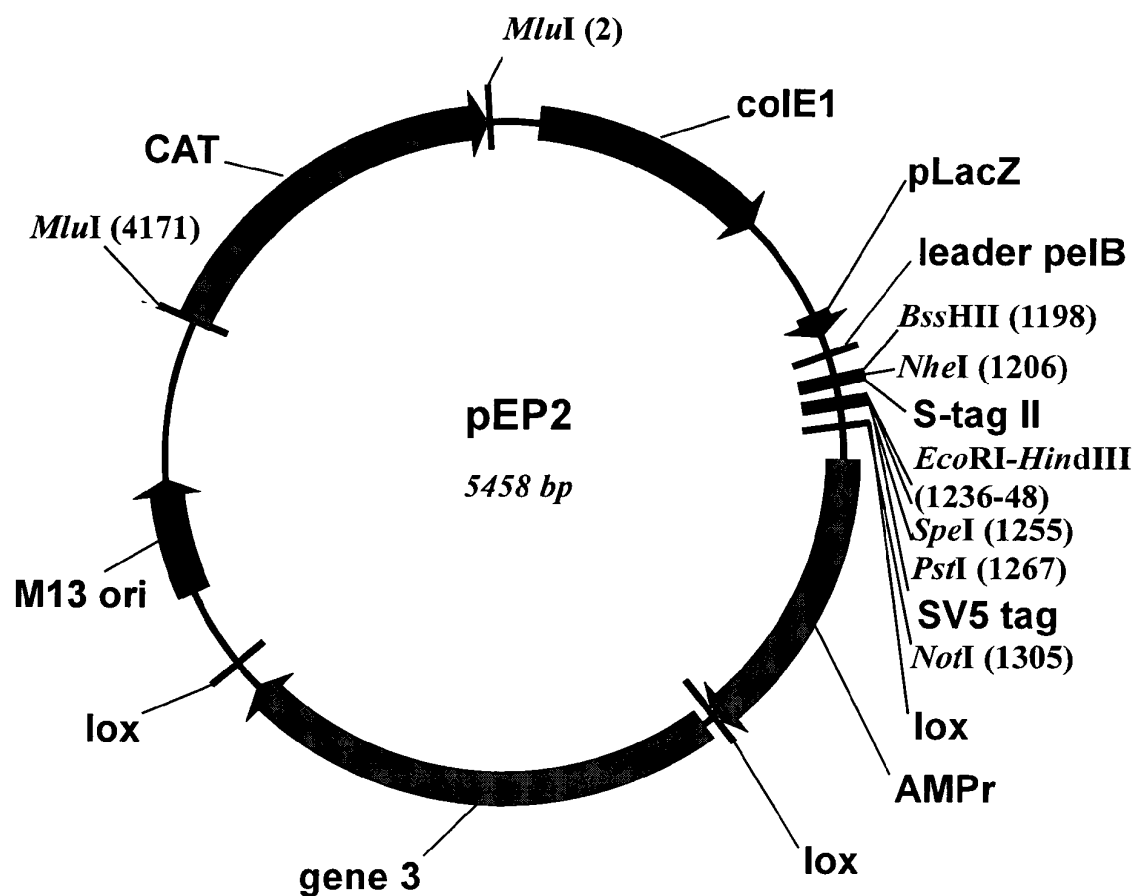 MluI (2)
colE1
CAT
pLacZ
MluI (4171)
leader pelB
BssHII (1198)
NheI (1206)
S-tag II
pEP2
5458 bp
EcoRI-HindIII
(1236-48)
SpeI (1255)
PstI (1267)
SV5 tag
NotI (1305)
M13 ori
lox
lox
AMPr
lox
gene 3